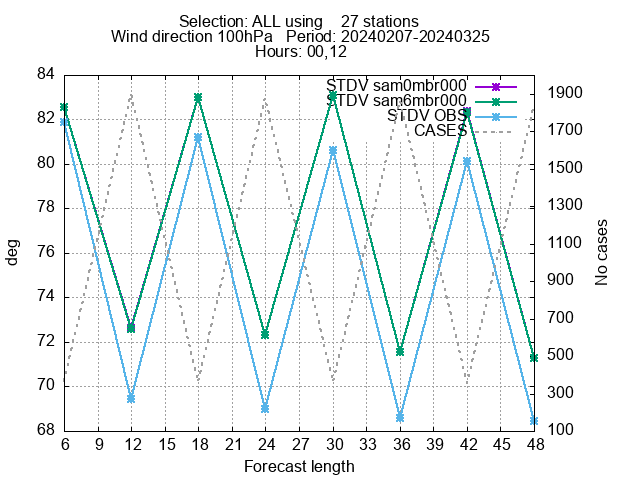 Selection: ALL using    27 stations
Wind direction 100hPa   Period: 20240207-20240325
Hours: 00,12
STDV sam0mbr000
STDV sam6mbr000
STDV OBS
CASES
84
82
80
78
76
74
72
70
68
deg
1900
1700
1500
1300
1100
900
700
500
300
100
No cases
6 9 12 15 18 21 24 27 30 33 36 39 42 45 48
Forecast length